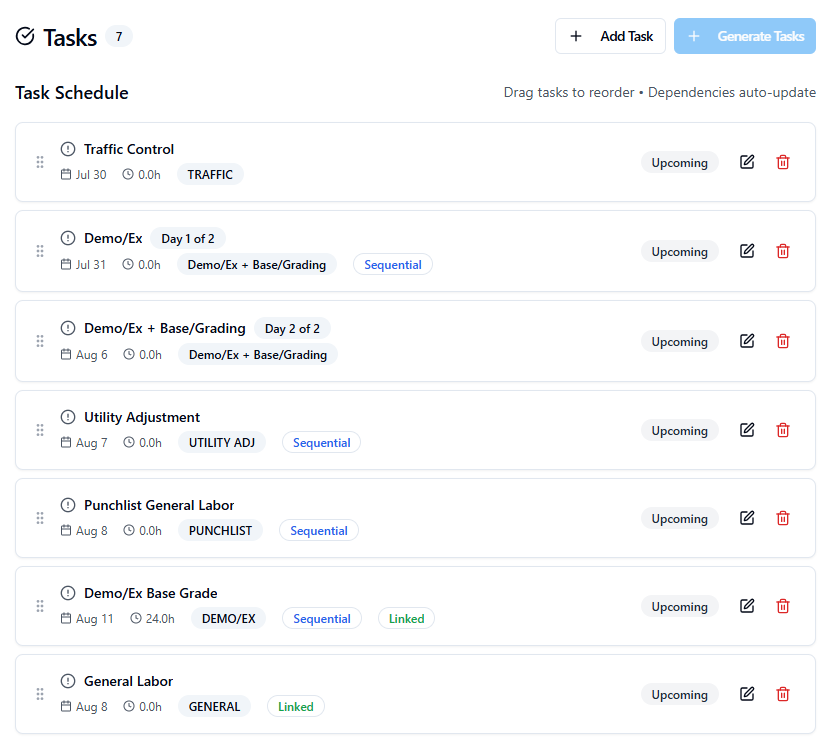 Tasks 7
+ Add Task
+ Generate Tasks
Task Schedule
Drag tasks to reorder • Dependencies auto-update
Traffic Control
Jul 30 0.0h TRAFFIC
Upcoming
Demo/Ex Day 1 of 2
Jul 31 0.0h Demo/Ex + Base/Grading Sequential
Upcoming
Demo/Ex + Base/Grading Day 2 of 2
Aug 6 0.0h Demo/Ex + Base/Grading
Upcoming
Utility Adjustment
Aug 7 0.0h UTILITY ADJ Sequential
Upcoming
Punchlist General Labor
Aug 8 0.0h PUNCHLIST Sequential
Upcoming
Demo/Ex Base Grade
Aug 11 24.0h DEMO/EX Sequential Linked
Upcoming
General Labor
Aug 8 0.0h GENERAL Linked
Upcoming